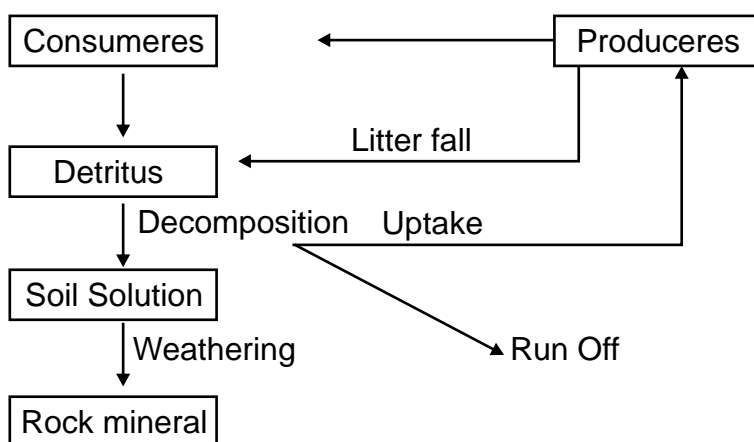 Consumeres
Produceres
Litter fall
Detritus
Decomposition
Uptake
Soil Solution
Weathering
Run Off
Rock mineral